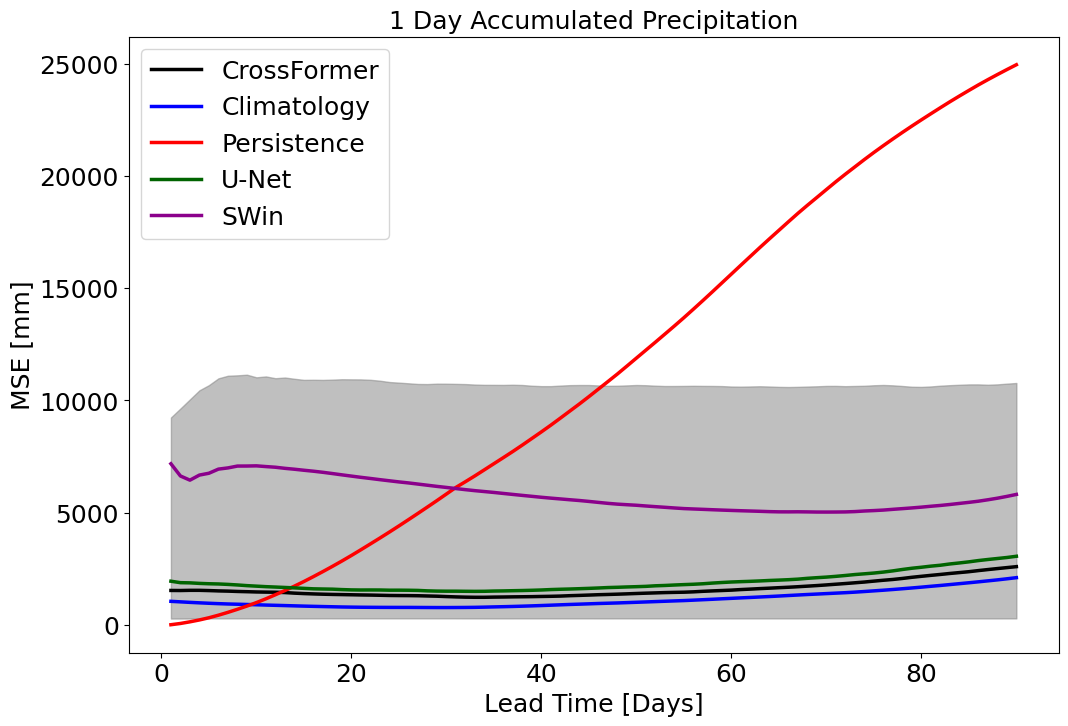 1 Day Accumulated Precipitation
CrossFormer
Climatology
Persistence
U-Net
SWin
MSE [mm]
25000
20000
15000
10000
5000
0
0 20 40 60 80
Lead Time [Days]